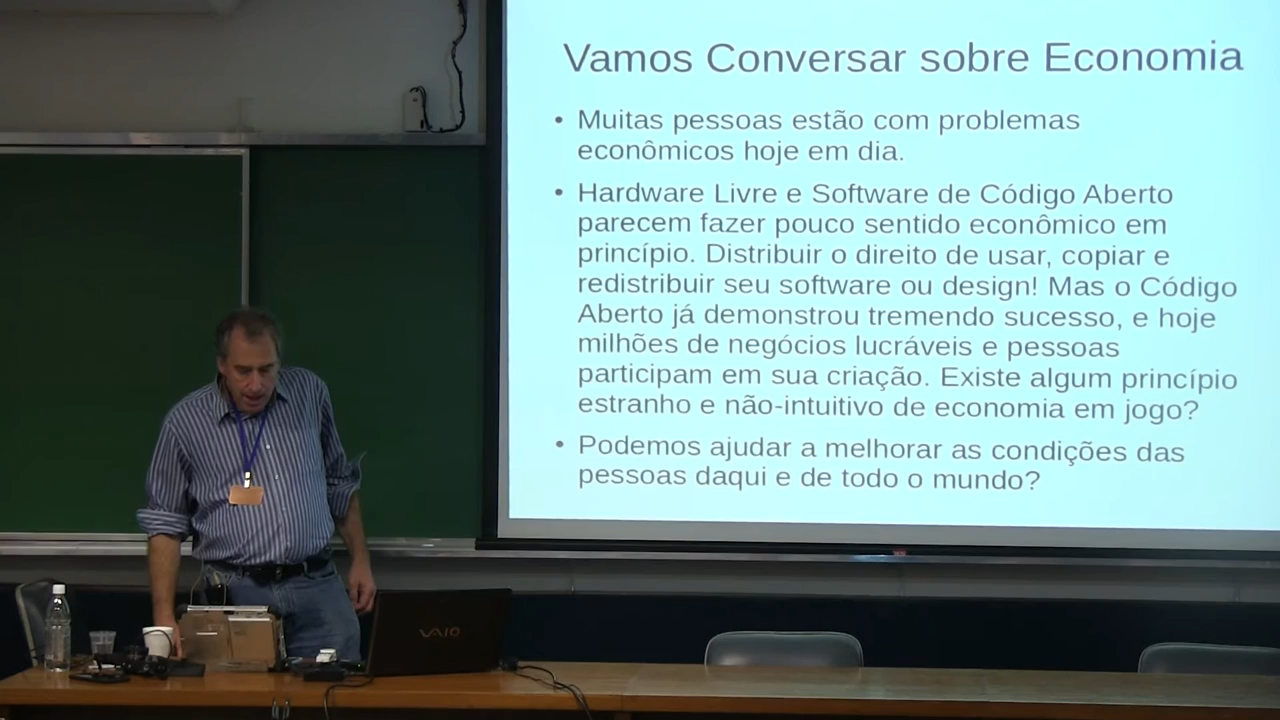 Vamos Conversar sobre Economia
• Muitas pessoas estão com problemas
econômicos hoje em dia.
• Hardware Livre e Software de Código Aberto
parecem fazer pouco sentido econômico em
princípio. Distribuir o direito de usar, copiar e
redistribuir seu software ou design! Mas o Código
Aberto já demonstrou tremendo sucesso, e hoje
milhões de negócios lucráveis e pessoas
participam em sua criação. Existe algum princípio
estranho e não-intuitivo de economia em jogo?
• Podemos ajudar a melhorar as condições das
pessoas daqui e de todo o mundo?
VAIO